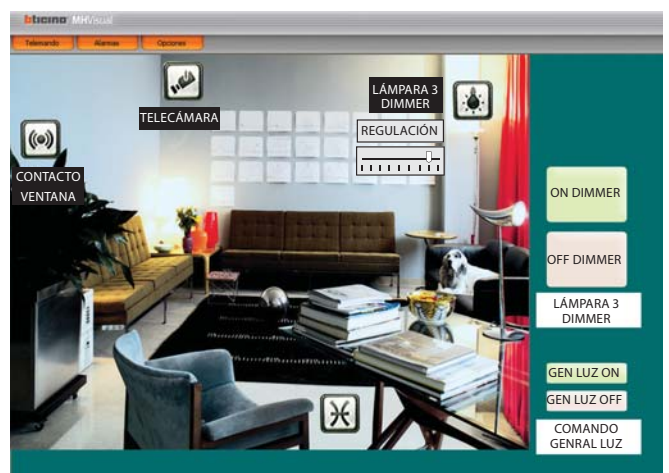 bticino MHVisual
Telemando Alarmas Opciones
TELECÁMARA
LÁMPARA 3
DIMMER
REGULACIÓN
CONTACTO
VENTANA
ON DIMMER
OFF DIMMER
LÁMPARA 3
DIMMER
GEN LUZ ON
GEN LUZ OFF
COMANDO
GENRAL LUZ